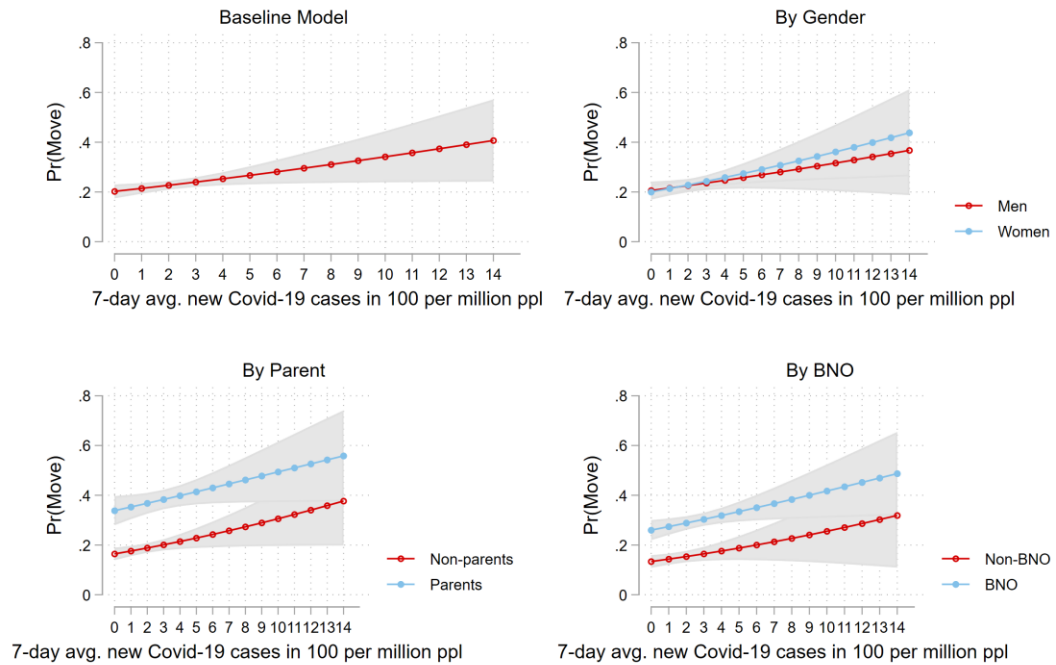 Baseline Model
Pr(Move)
.8
.6
.4
.2
0
0 1 2 3 4 5 6 7 8 9 10 11 12 13 14
7-day avg. new Covid-19 cases in 100 per million ppl
By Gender
Pr(Move)
.8
.6
.4
.2
0
0 1 2 3 4 5 6 7 8 9 10 11 12 13 14
7-day avg. new Covid-19 cases in 100 per million ppl
Men
Women
By Parent
Pr(Move)
.8
.6
.4
.2
0
0 1 2 3 4 5 6 7 8 9 10 11 12 13 14
7-day avg. new Covid-19 cases in 100 per million ppl
Non-parents
Parents
By BNO
Pr(Move)
.8
.6
.4
.2
0
0 1 2 3 4 5 6 7 8 9 10 11 12 13 14
7-day avg. new Covid-19 cases in 100 per million ppl
Non-BNO
BNO